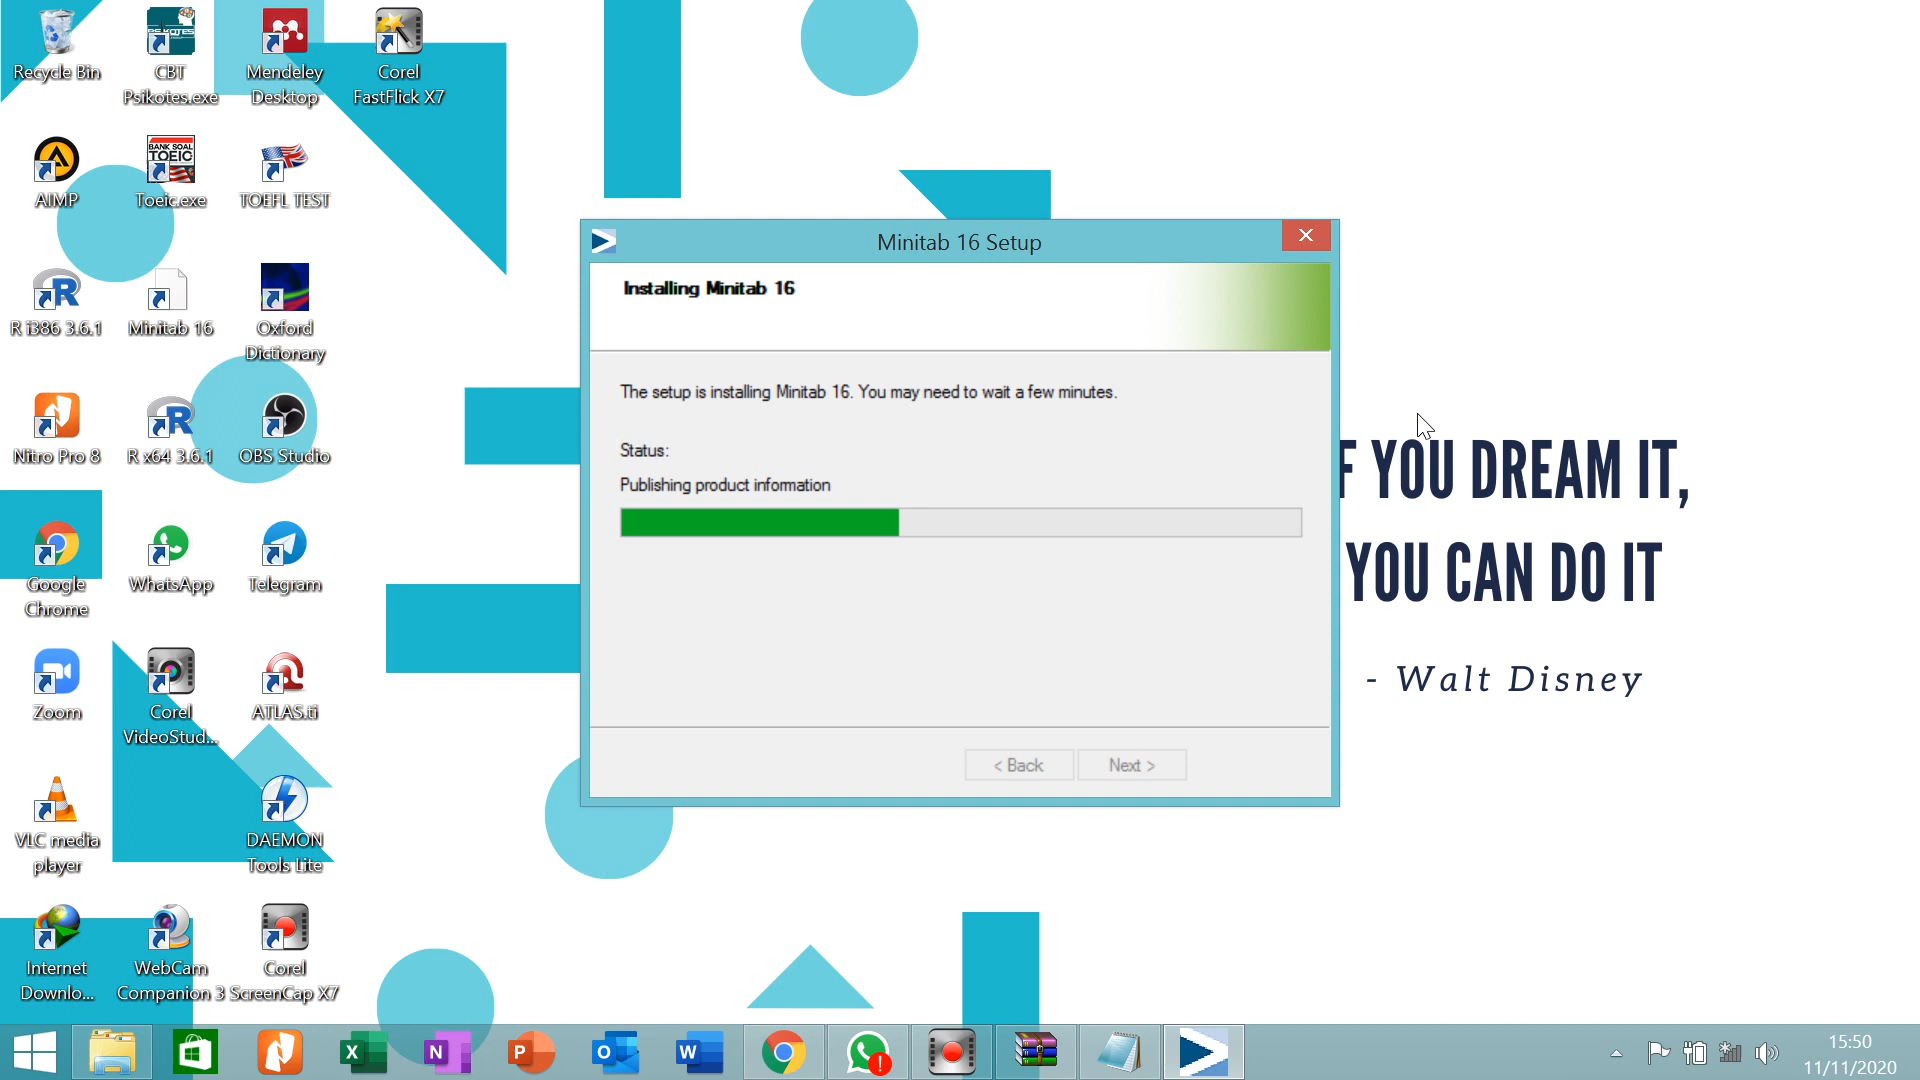 Recycle Bin
CBT
Psikotes.exe
Mendeley
Desktop
Corel
FastFlick X7
AIMP
BANK SOAL
TOEIC
Toeic.exe
TOEFL TEST
R i386 3.6.1
Minitab 16
Oxford
Dictionary
Nitro Pro 8
R x64 3.6.1
OBS Studio
Google
Chrome
WhatsApp
Telegram
Zoom
Corel
VideoStud...
ATLAS.ti
VLC media
player
DAEMON
Tools Lite
Internet
Downlo...
WebCam
Companion 3
Corel
ScreenCap X7
Minitab 16 Setup
Installing Minitab 16
The setup is installing Minitab 16. You may need to wait a few minutes.
Status:
Publishing product information
< Back
Next >
F YOU DREAM IT,
YOU CAN DO IT
- Walt Disney
15:50
11/11/2020